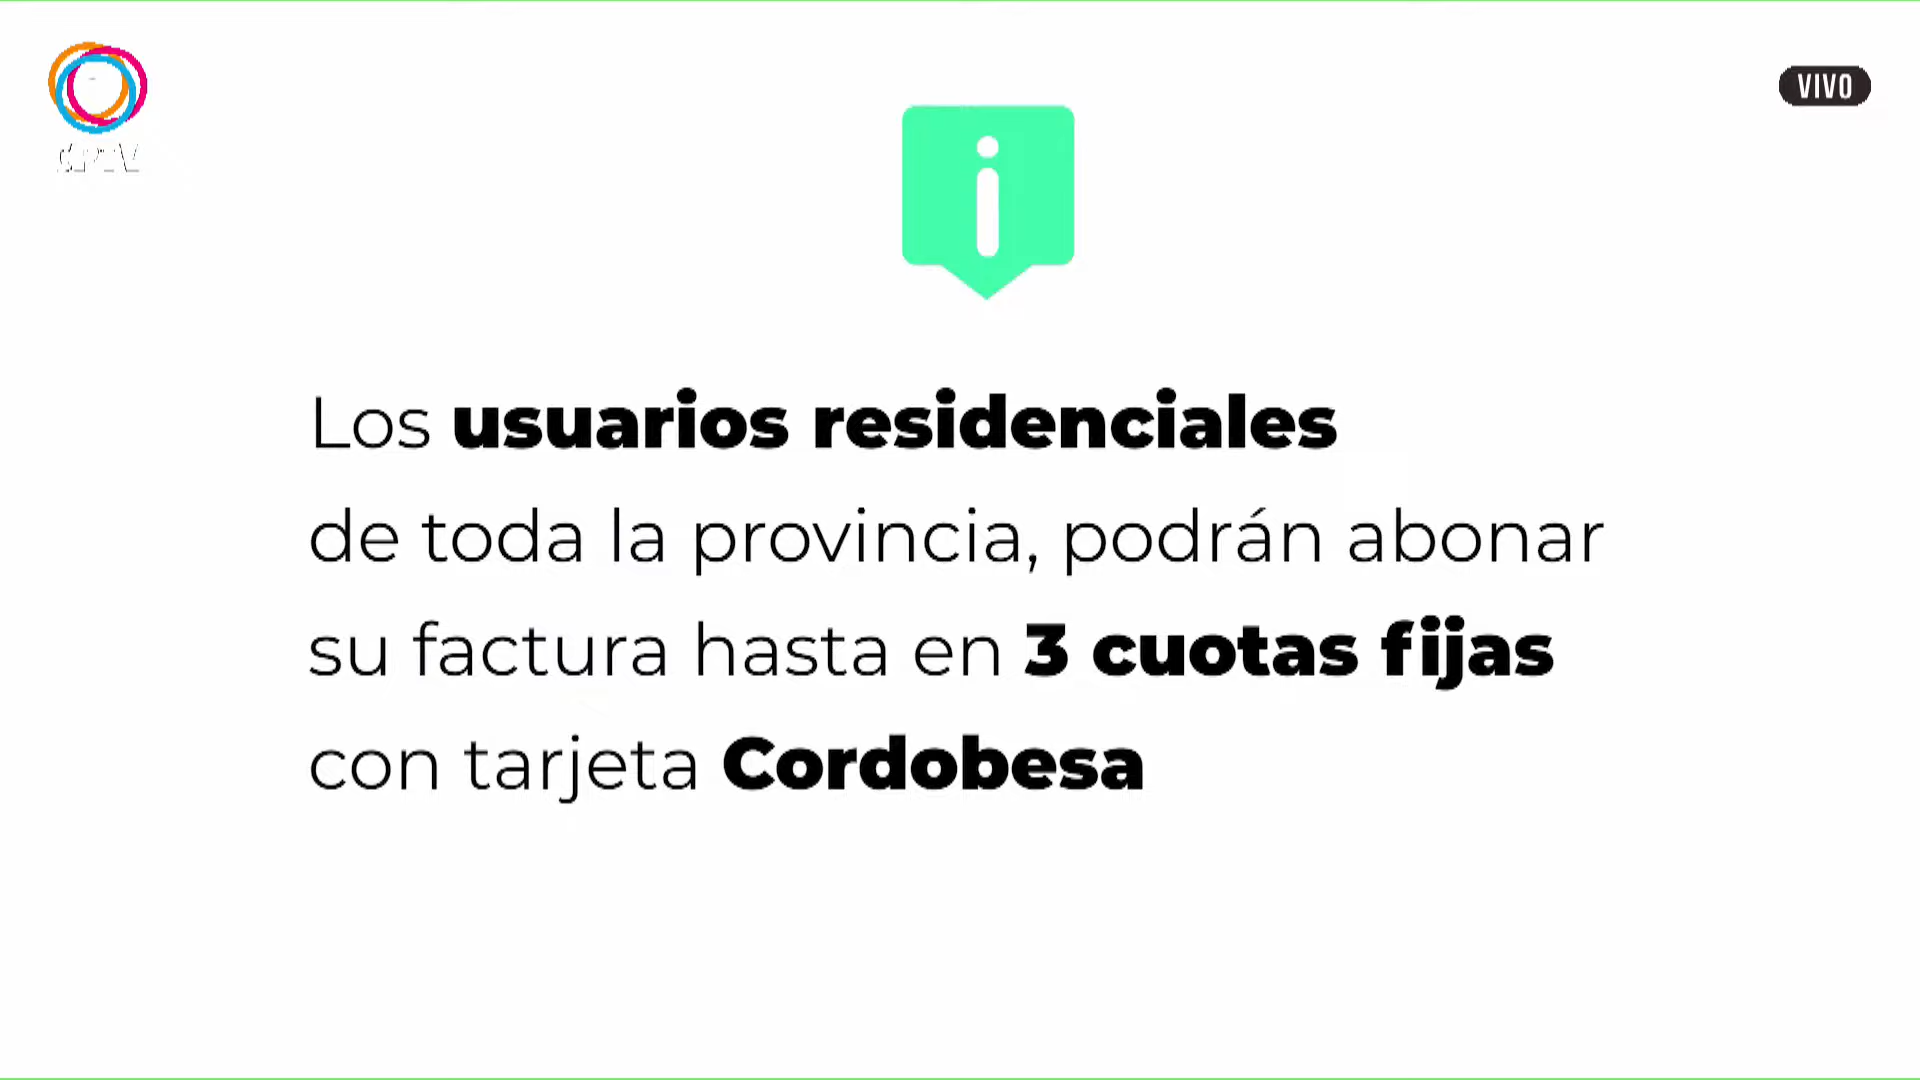 VIVO
i
Los usuarios residenciales
de toda la provincia, podrán abonar
su factura hasta en 3 cuotas fijas
con tarjeta Cordobesa